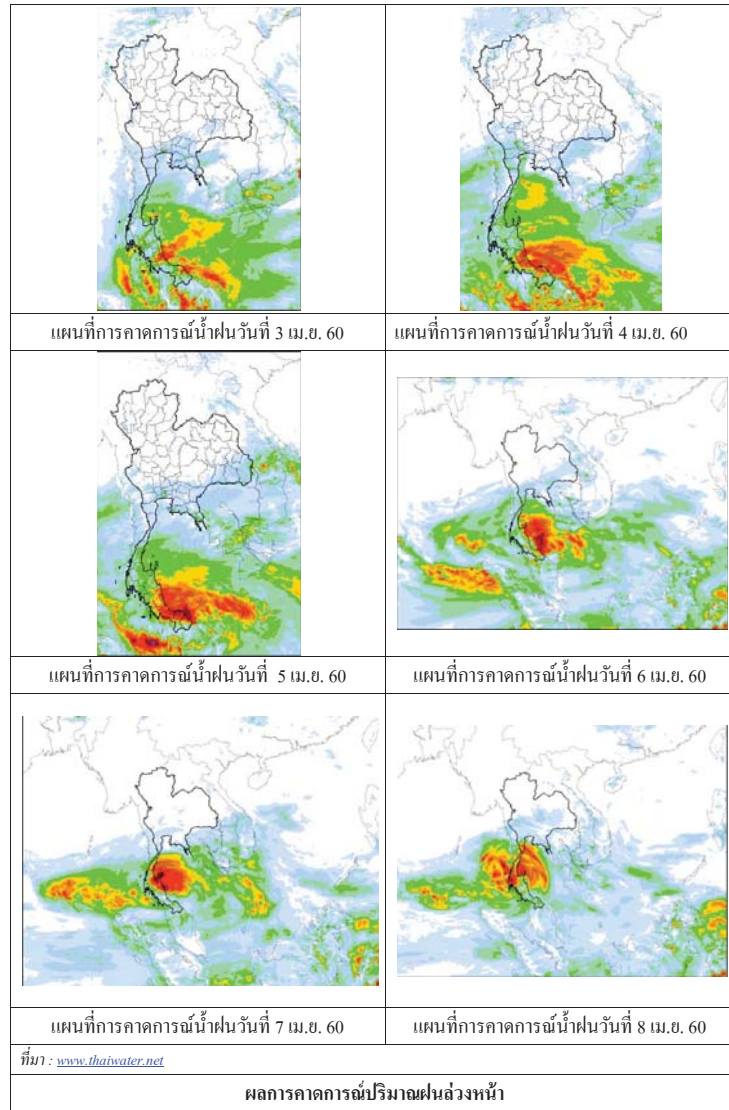 แผนที่การคาดการณ์น้ำฝนวันที่ 3 เม.ย. 60
แผนที่การคาดการณ์น้ำฝนวันที่ 4 เม.ย. 60
แผนที่การคาดการณ์น้ำฝนวันที่ 5 เม.ย. 60
แผนที่การคาดการณ์น้ำฝนวันที่ 6 เม.ย. 60
แผนที่การคาดการณ์น้ำฝนวันที่ 7 เม.ย. 60
แผนที่การคาดการณ์น้ำฝนวันที่ 8 เม.ย. 60
ที่มา : www.thaiwater.net
ผลการคาดการณ์ปริมาณฝนล่วงหน้า